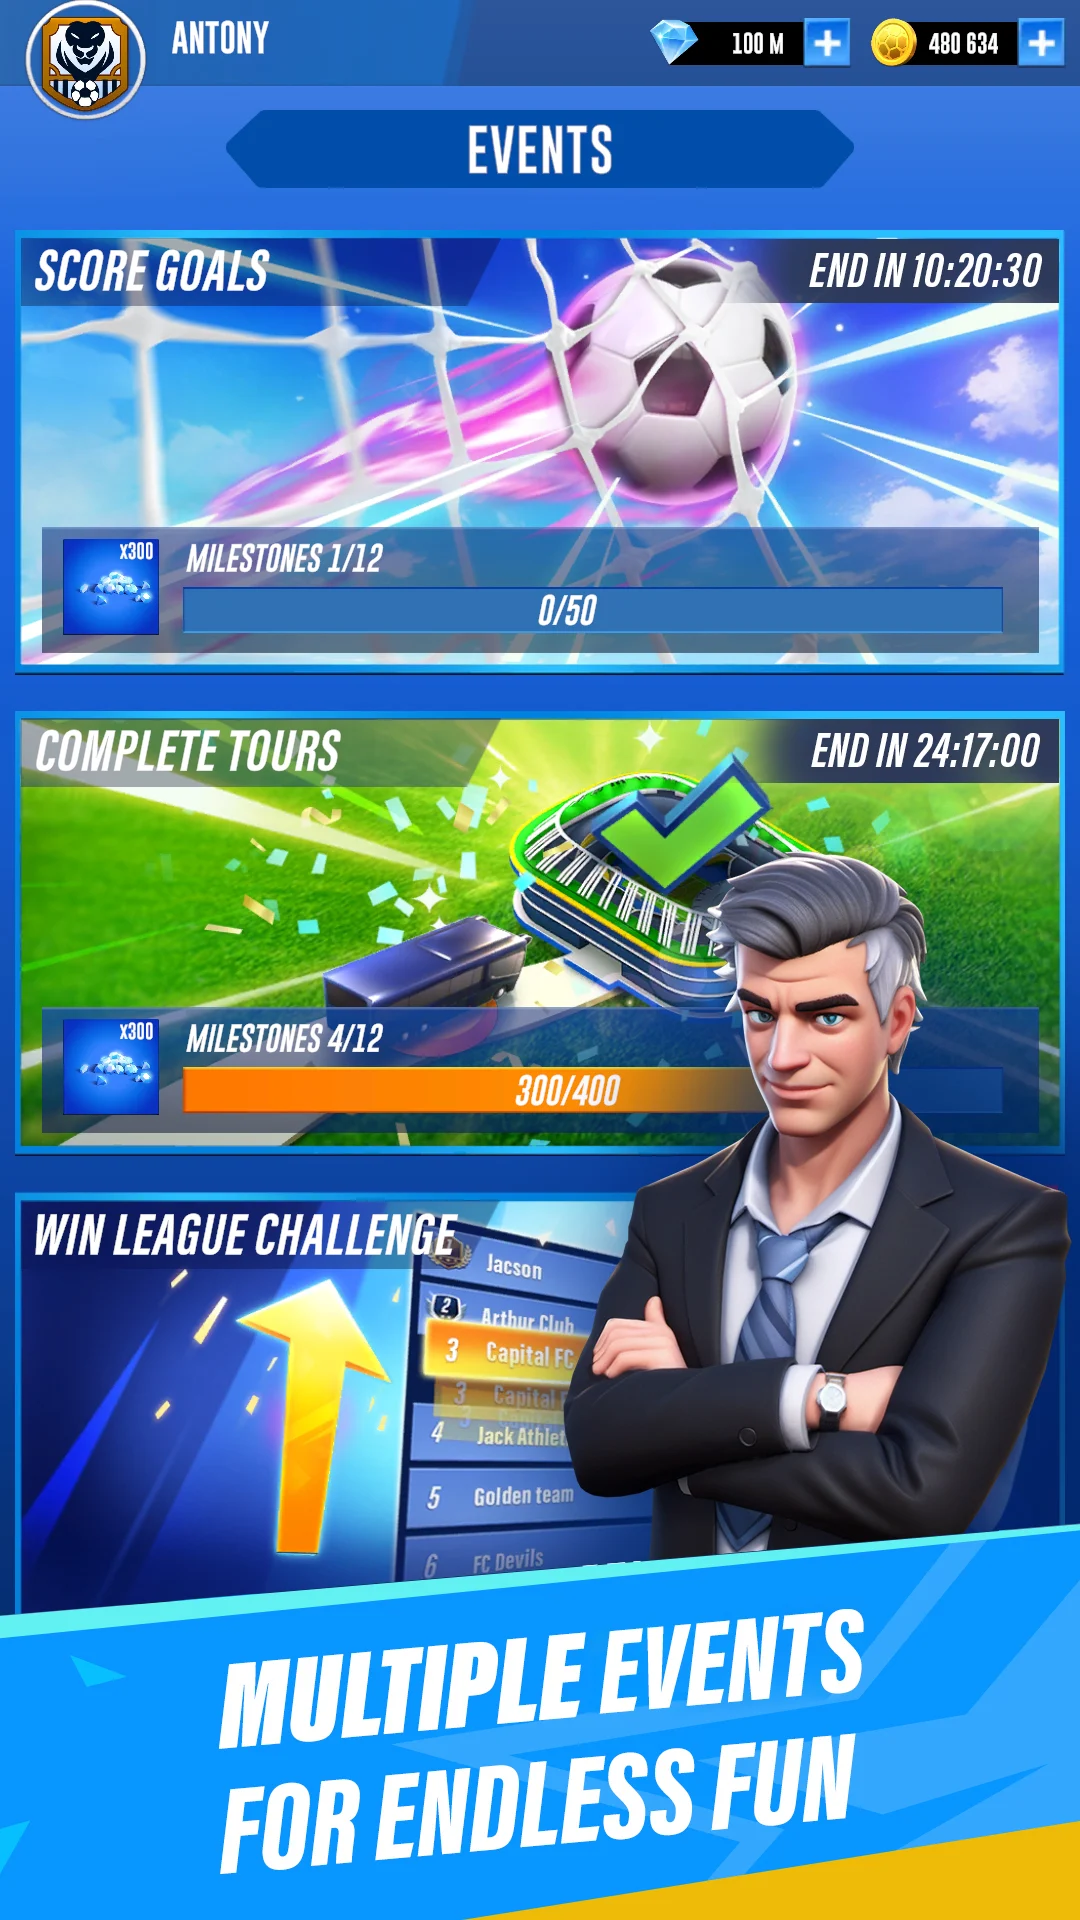 ANTONY
100 M
480 634
EVENTS
SCORE GOALS
END IN 10:20:30
x300
MILESTONES 1/12
0/50
COMPLETE TOURS
END IN 24:17:00
x300
MILESTONES 4/12
300/400
WIN LEAGUE CHALLENGE
Jacson
2 Arthur Club
3 Capital FC
3 Capital
4 Jack Athlet
5 Golden team
6 FC Devils
MULTIPLE EVENTS
FOR ENDLESS FUN